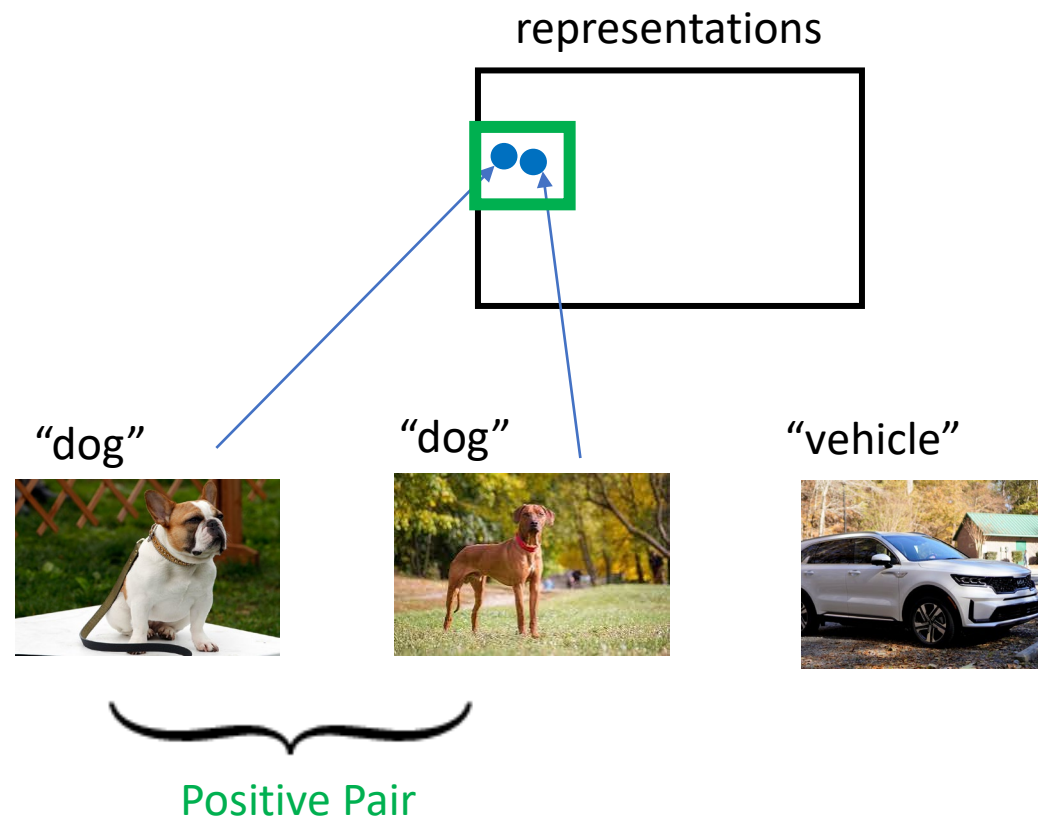 representations
“dog”
“dog”
“vehicle”
Positive Pair